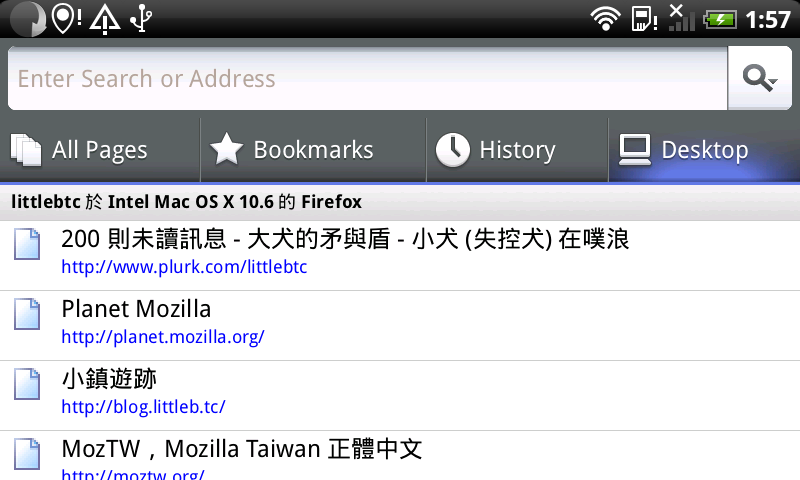 1:57
Enter Search or Address
All Pages
Bookmarks
History
Desktop
littlebtc 於 Intel Mac OS X 10.6 的 Firefox
200 則未讀訊息 - 大犬的矛與盾 - 小犬 (失控犬) 在噗浪
http://www.plurk.com/littlebtc
Planet Mozilla
http://planet.mozilla.org/
小鎮遊跡
http://blog.littleb.tc/
MozTW，Mozilla Taiwan 正體中文
http://moztw.org/